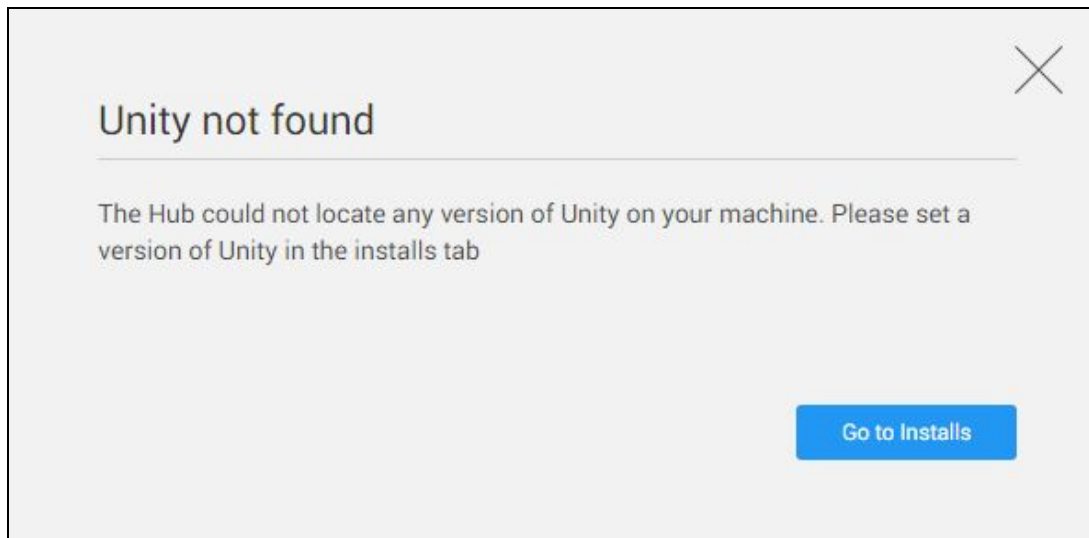 Unity not found
The Hub could not locate any version of Unity on your machine. Please set a
version of Unity in the installs tab
Go to Installs